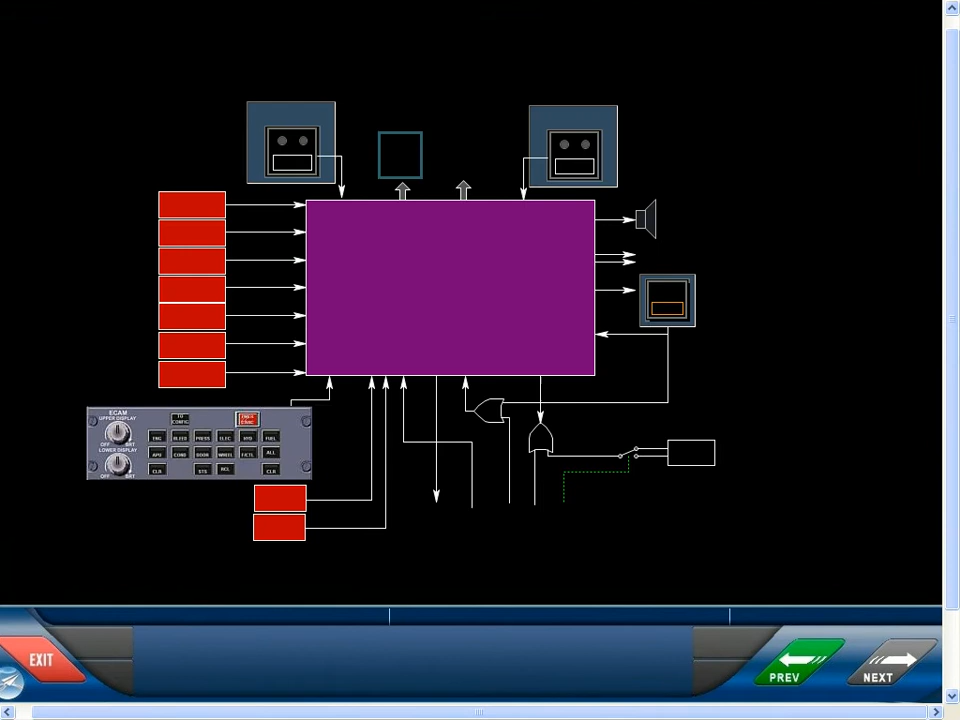 ECAM
UPPER DISPLAY
TO CONFIG
EMER CANC
OFF BRT
ENG BLEED PRESS ELEC HYD FUEL
LOWER DISPLAY
APU COND DOOR WHEEL F/CTL ALL
OFF BRT
CLR STS RCL CLR
EXIT
PREV
NEXT